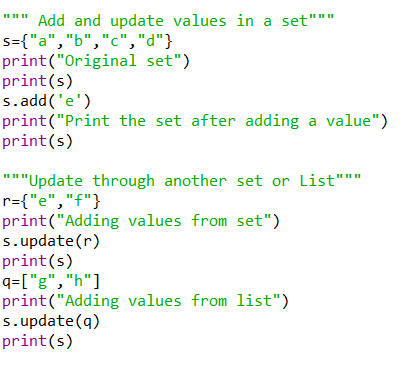 """ Add and update values in a set"""
s={"a","b","c","d"}
print("Original set")
print(s)
s.add('e')
print("Print the set after adding a value")
print(s)
"""Update through another set or List"""
r={"e","f"}
print("Adding values from set")
s.update(r)
print(s)
q=["g","h"]
print("Adding values from list")
s.update(q)
print(s)